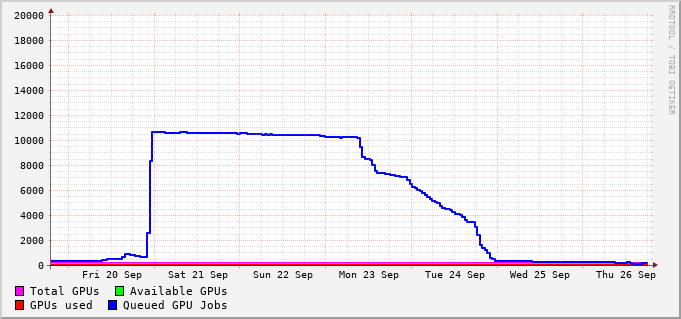 20000
18000
16000
14000
12000
10000
8000
6000
4000
2000
0
Fri 20 Sep Sat 21 Sep Sun 22 Sep Mon 23 Sep Tue 24 Sep Wed 25 Sep Thu 26 Sep
Total GPUs Available GPUs
GPUs used Queued GPU Jobs
RRDTOOL / TOBI OETIKER